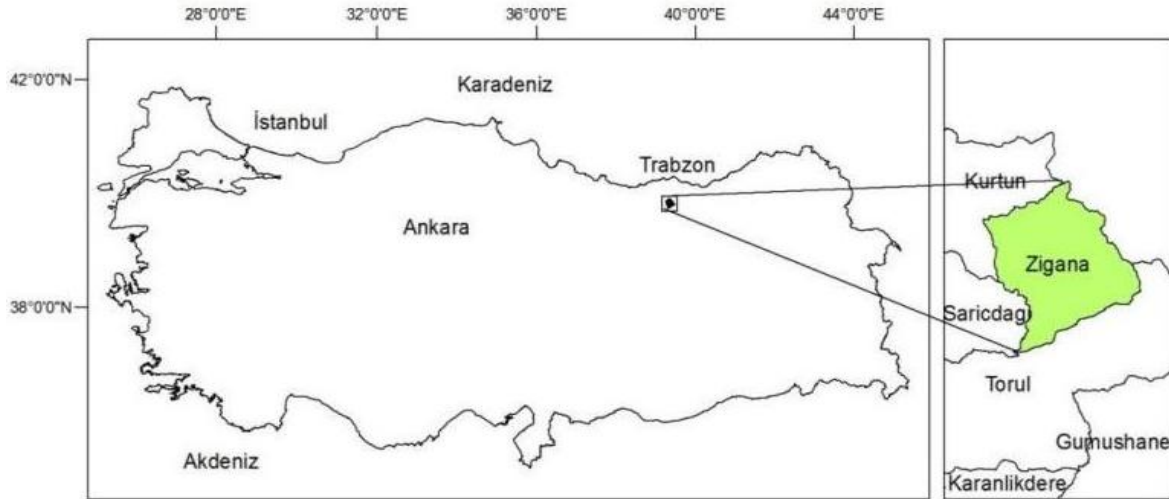 28°0'0"E 32°0'0"E 36°0'0"E 40°0'0"E 44°0'0"E
42°0'0"N
Karadeniz
İstanbul
Trabzon
Kurtun
Ankara
Zigana
38°0'0"N
Saricdagi
Torul
Gumushane
Akdeniz
Karanlikdere